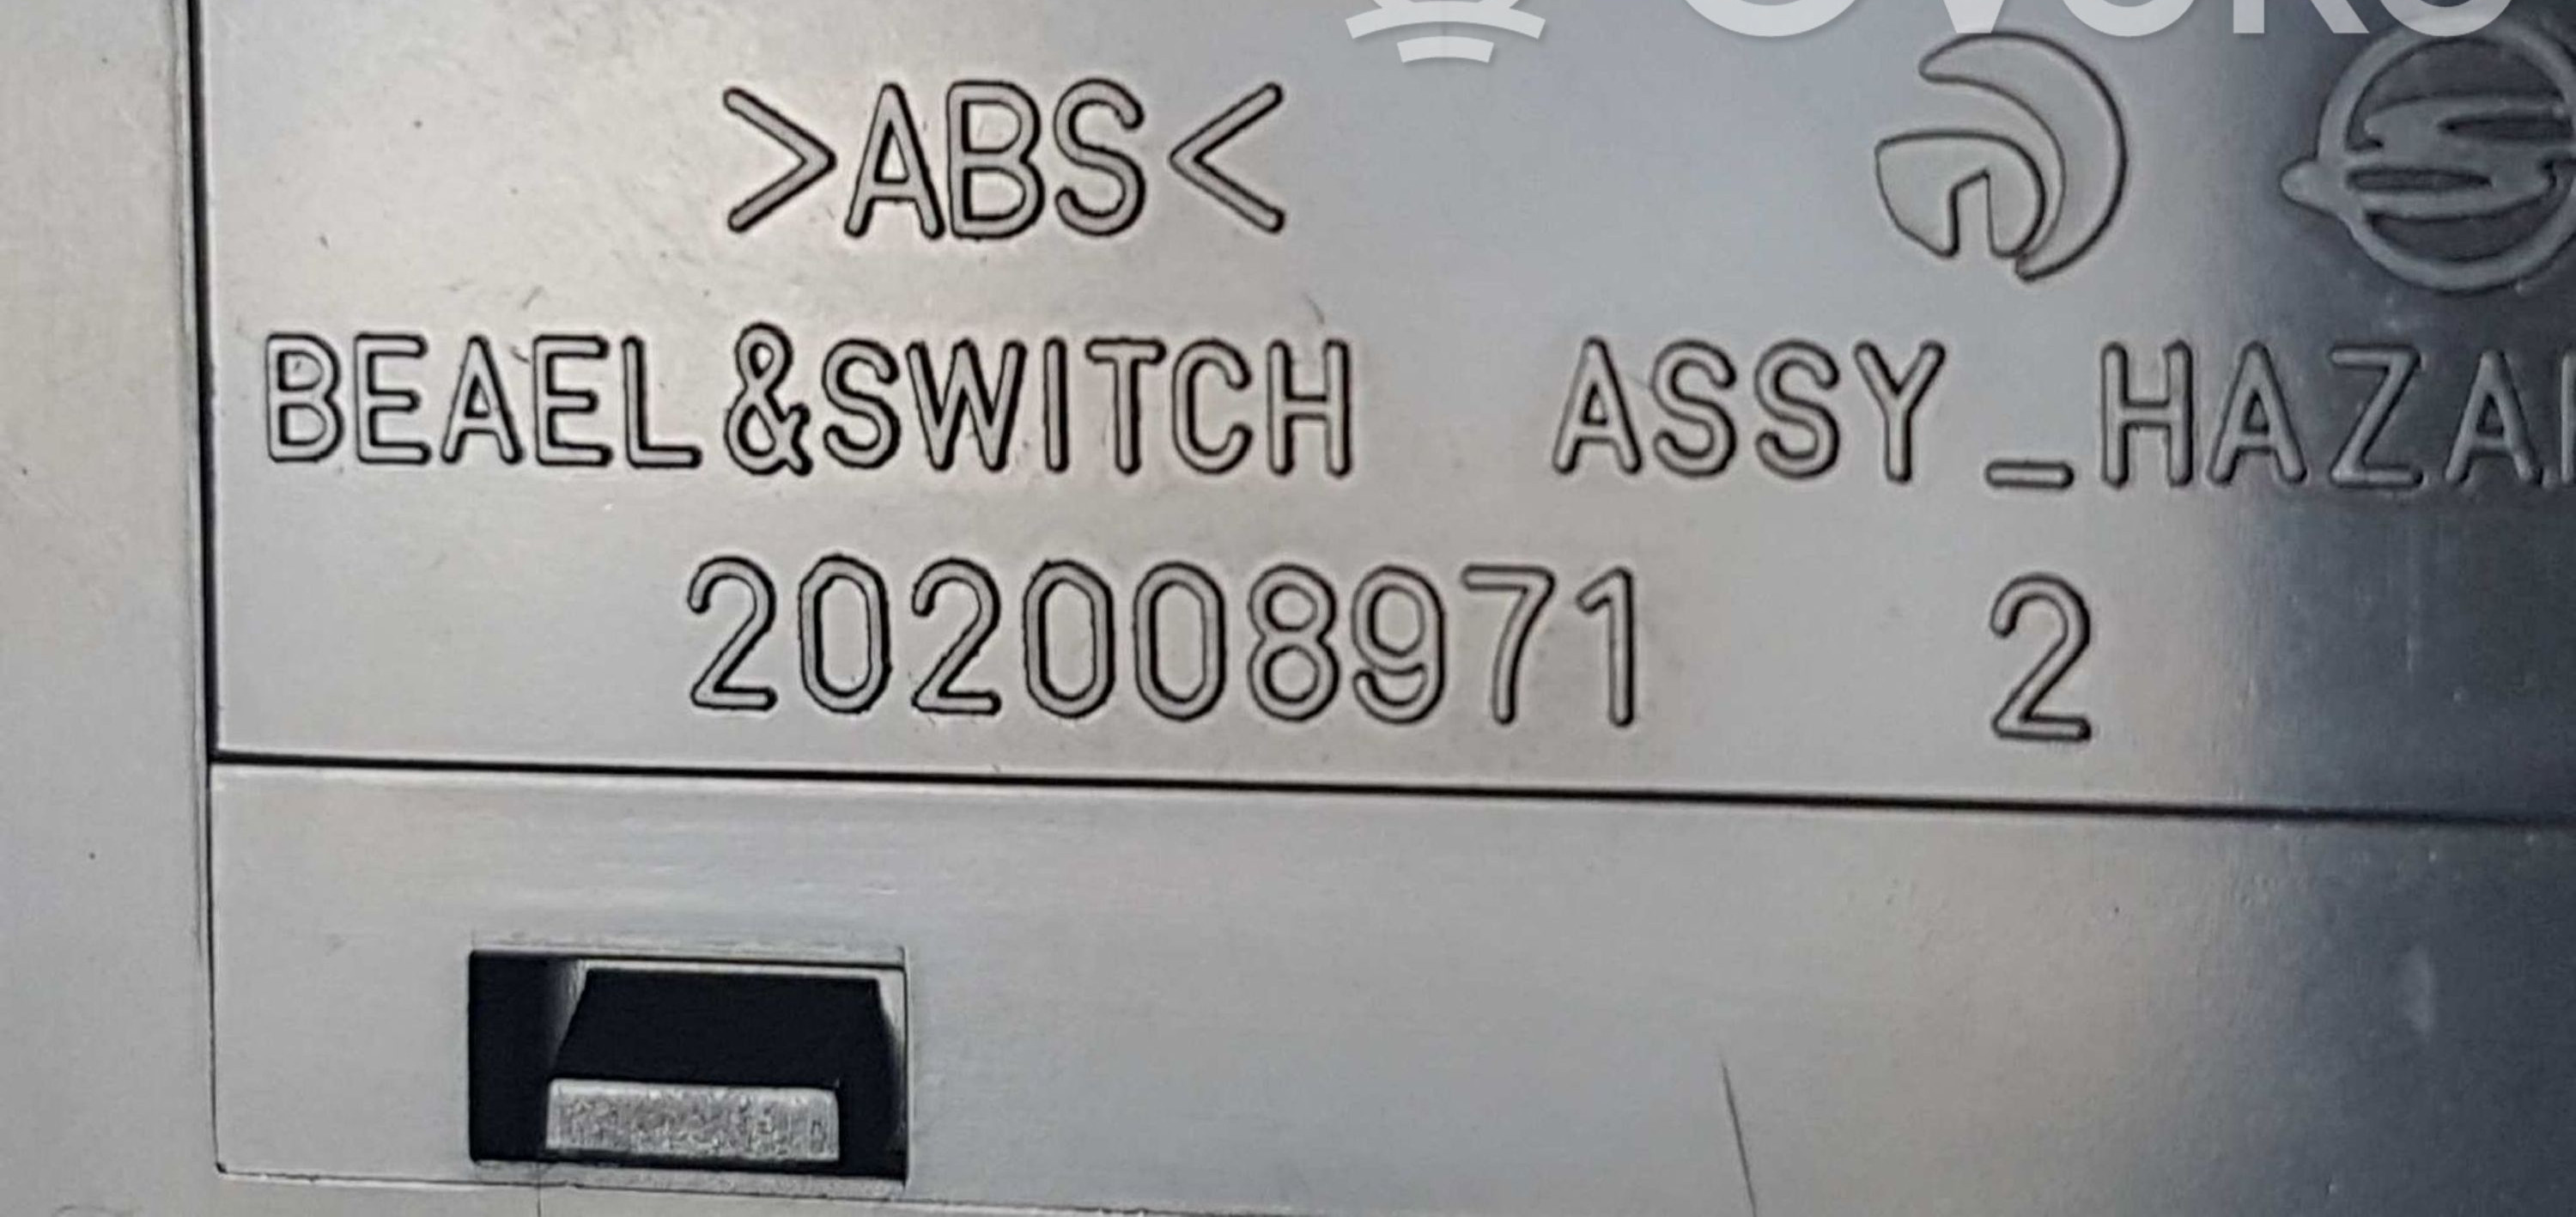 >ABS<
BEAEL&SWITCH ASSY_HAZA
202008971 2